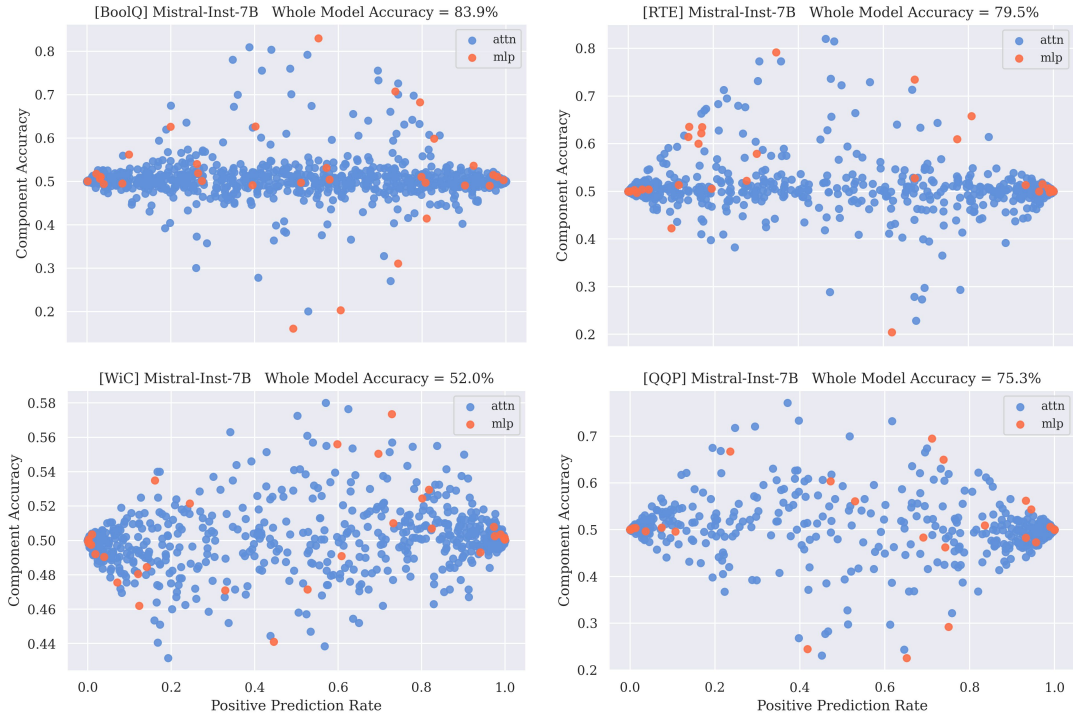 [BoolQ] Mistral-Inst-7B Whole Model Accuracy = 83.9%
attn
mlp
Component Accuracy
0.8
0.7
0.6
0.5
0.4
0.3
0.2
[RTE] Mistral-Inst-7B Whole Model Accuracy = 79.5%
attn
mlp
Component Accuracy
0.8
0.7
0.6
0.5
0.4
0.3
0.2
[WiC] Mistral-Inst-7B Whole Model Accuracy = 52.0%
attn
mlp
Component Accuracy
0.58
0.56
0.54
0.52
0.50
0.48
0.46
0.44
0.0 0.2 0.4 0.6 0.8 1.0
Positive Prediction Rate
[QQP] Mistral-Inst-7B Whole Model Accuracy = 75.3%
attn
mlp
Component Accuracy
0.7
0.6
0.5
0.4
0.3
0.2
0.0 0.2 0.4 0.6 0.8 1.0
Positive Prediction Rate